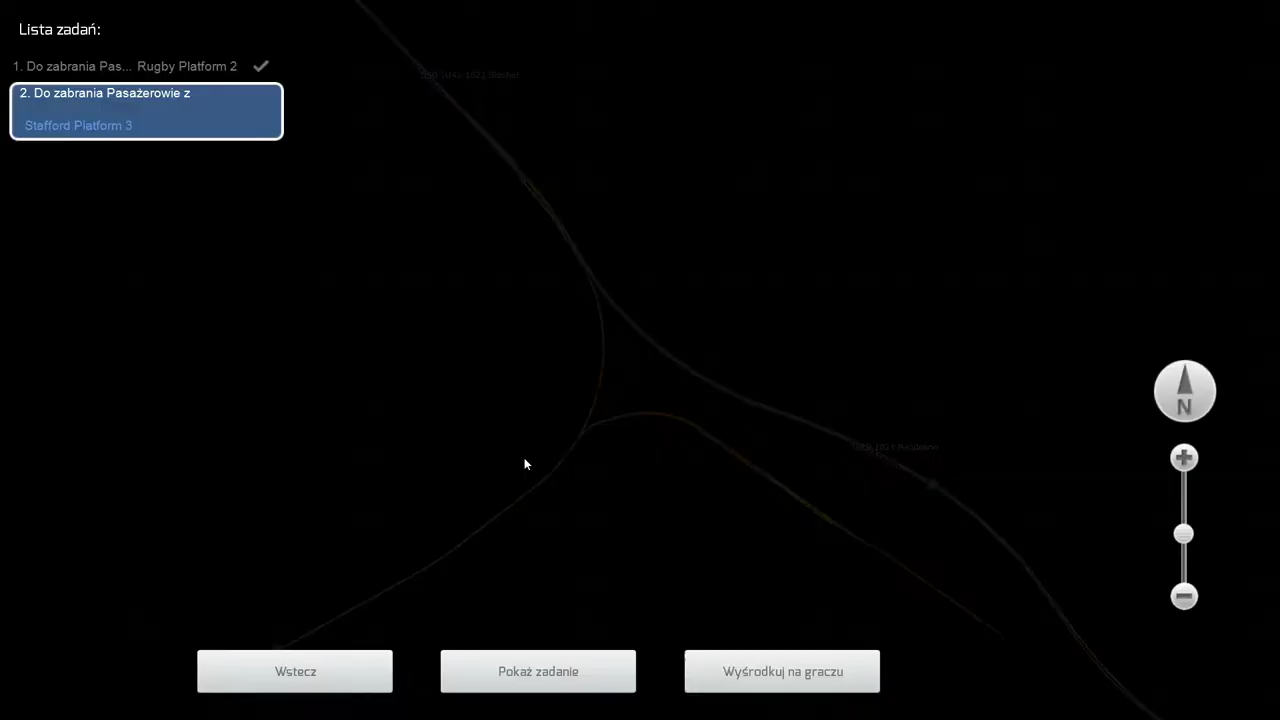 Lista zadań:
1. Do zabrania Pas... Rugby Platform 2
2. Do zabrania Pasażerowie z
Stafford Platform 3
N
Wstecz
Pokaż zadanie
Wyśrodkuj na graczu